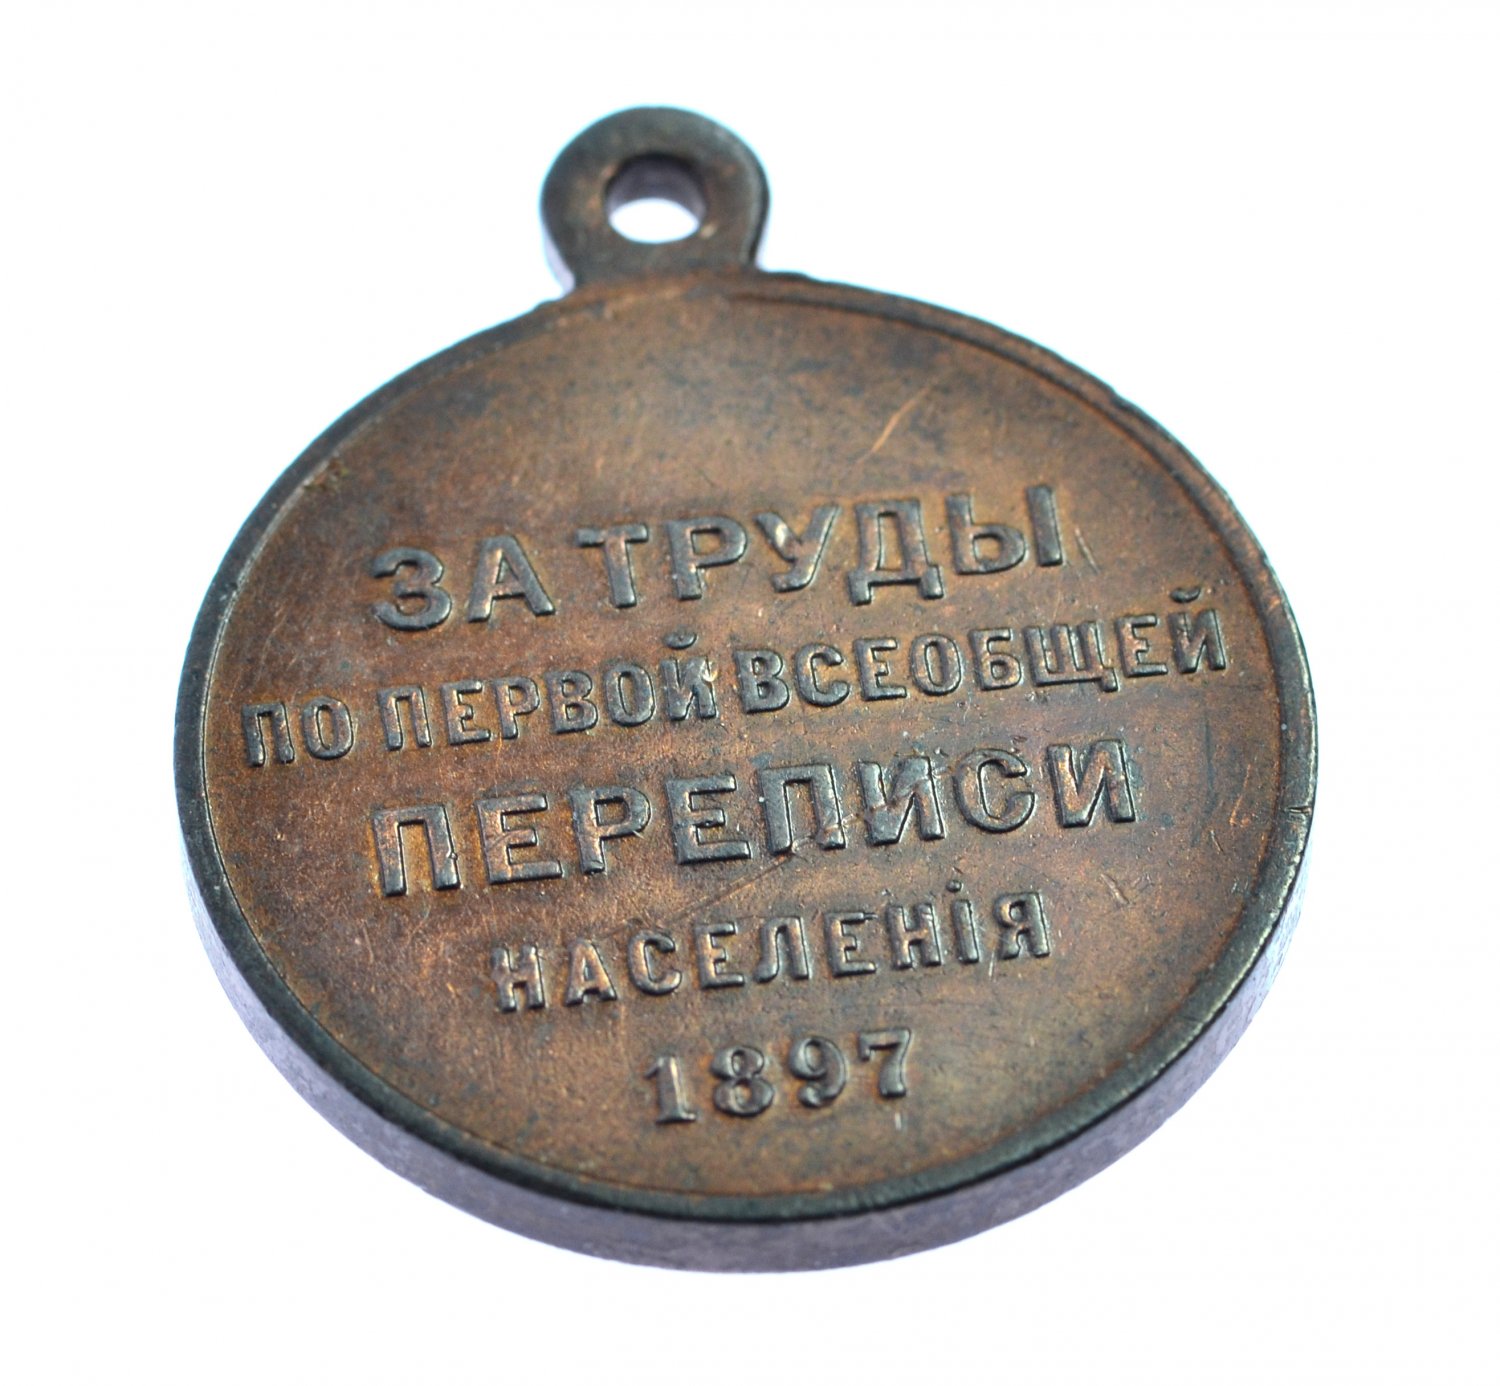 ЗА ТРУДЫ
ПО ПЕРВОЙ ВСЕОБЩЕЙ
ПЕРЕПИСИ
НАСЕЛЕНІЯ
1897